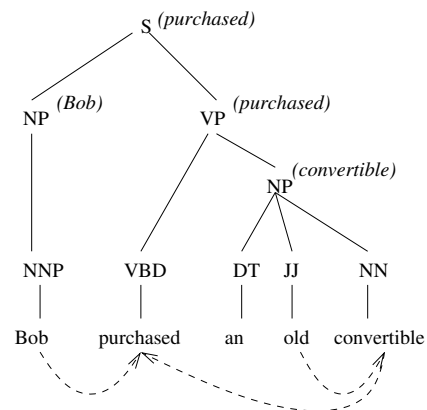 S (purchased)
NP (Bob) VP (purchased)
NP (convertible)
NNP VBD DT JJ NN
Bob purchased an old convertible